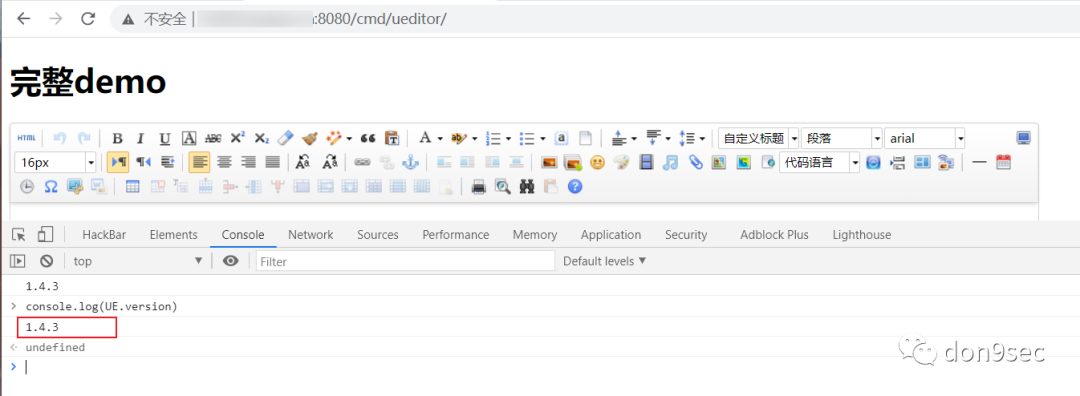 不安全 | :8080/cmd/ueditor/
完整demo
HTML B I U A ABC X² X₂ A ab a 自定义标题 段落 arial
16px 代码语言
HackBar Elements Console Network Sources Performance Memory Application Security Adblock Plus Lighthouse
top Filter Default levels
1.4.3
console.log(UE.version)
1.4.3
undefined
don9sec